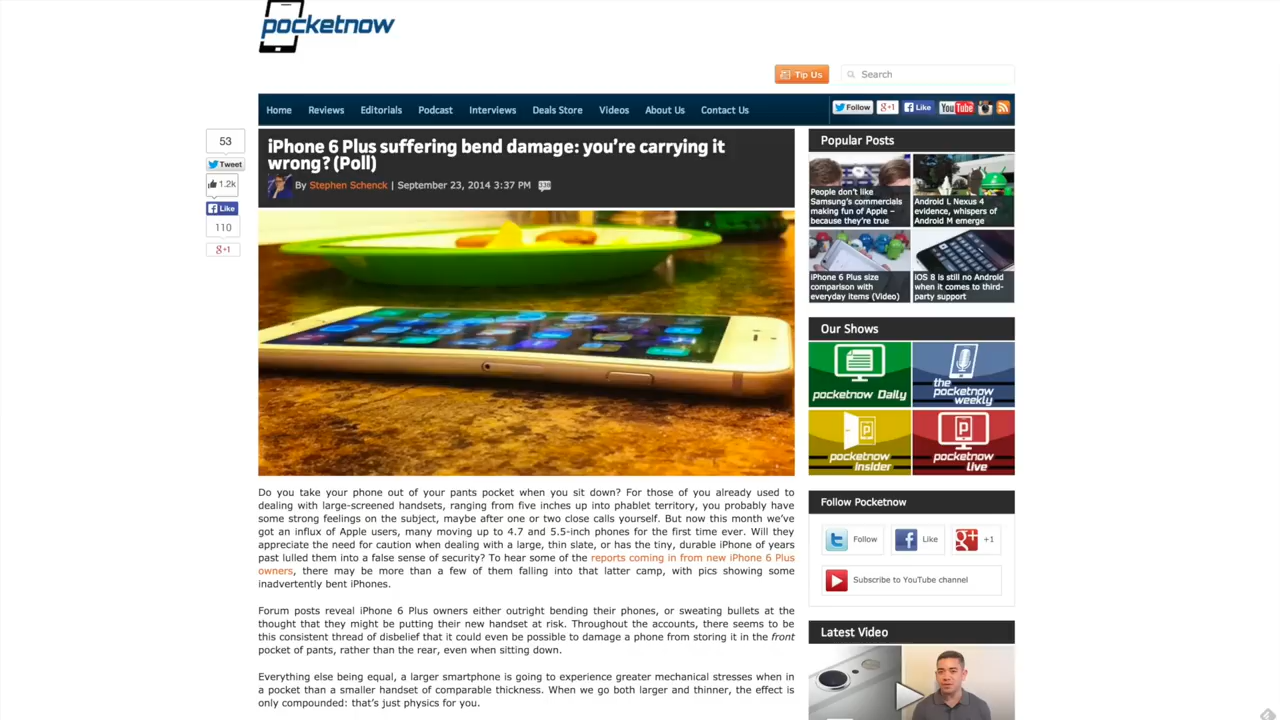 pocketnow
Tip Us
Search
Home Reviews Editorials Podcast Interviews Deals Store Videos About Us Contact Us
Follow +1 Like YouTube
53
Tweet
1.2k
Like
110
+1
iPhone 6 Plus suffering bend damage: you're carrying it
wrong? (Poll)
By Stephen Schenck | September 23, 2014 3:37 PM
Do you take your phone out of your pants pocket when you sit down? For those of you already used to
dealing with large-screened handsets, ranging from five inches up into phablet territory, you probably have
some strong feelings on the subject, maybe after one or two close calls yourself. But now this month we've
got an influx of Apple users, many moving up to 4.7 and 5.5-inch phones for the first time ever. Will they
appreciate the need for caution when dealing with a large, thin slate, or has the tiny, durable iPhone of years
past lulled them into a false sense of security? To hear some of the reports coming in from new iPhone 6 Plus
owners, there may be more than a few of them falling into that latter camp, with pics showing some
inadvertently bent iPhones.
Forum posts reveal iPhone 6 Plus owners either outright bending their phones, or sweating bullets at the
thought that they might be putting their new handset at risk. Throughout the accounts, there seems to be
this consistent thread of disbelief that it could even be possible to damage a phone from storing it in the front
pocket of pants, rather than the rear, even when sitting down.
Everything else being equal, a larger smartphone is going to experience greater mechanical stresses when in
a pocket than a smaller handset of comparable thickness. When we go both larger and thinner, the effect is
only compounded: that's just physics for you.
Popular Posts
People don't like
Samsung's commercials
making fun of Apple –
because they're true
Android L Nexus 4
evidence, whispers of
Android M emerge
iPhone 6 Plus size
comparison with
everyday items (Video)
iOS 8 is still no Android
when it comes to third-
party support
Our Shows
pocketnow Daily
the
pocketnow
weekly
pocketnow
insider
pocketnow
live
Follow Pocketnow
Follow
Like
+1
Subscribe to YouTube channel
Latest Video